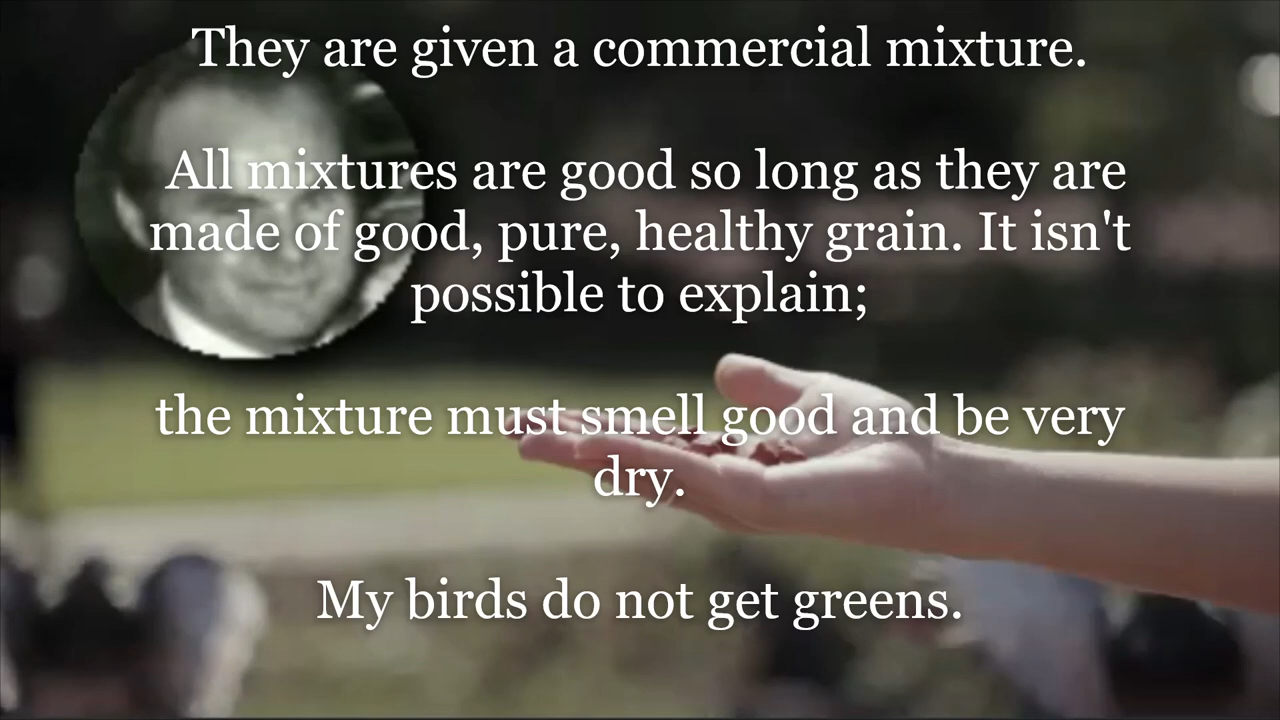 They are given a commercial mixture.
All mixtures are good so long as they are
made of good, pure, healthy grain. It isn't
possible to explain;
the mixture must smell good and be very
dry.
My birds do not get greens.